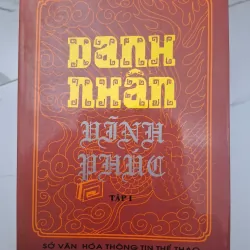 Danh
nhân
VĨNH
PHÚC
TẬP I
SỞ VĂN HÓA THÔNG TIN THỂ THAO